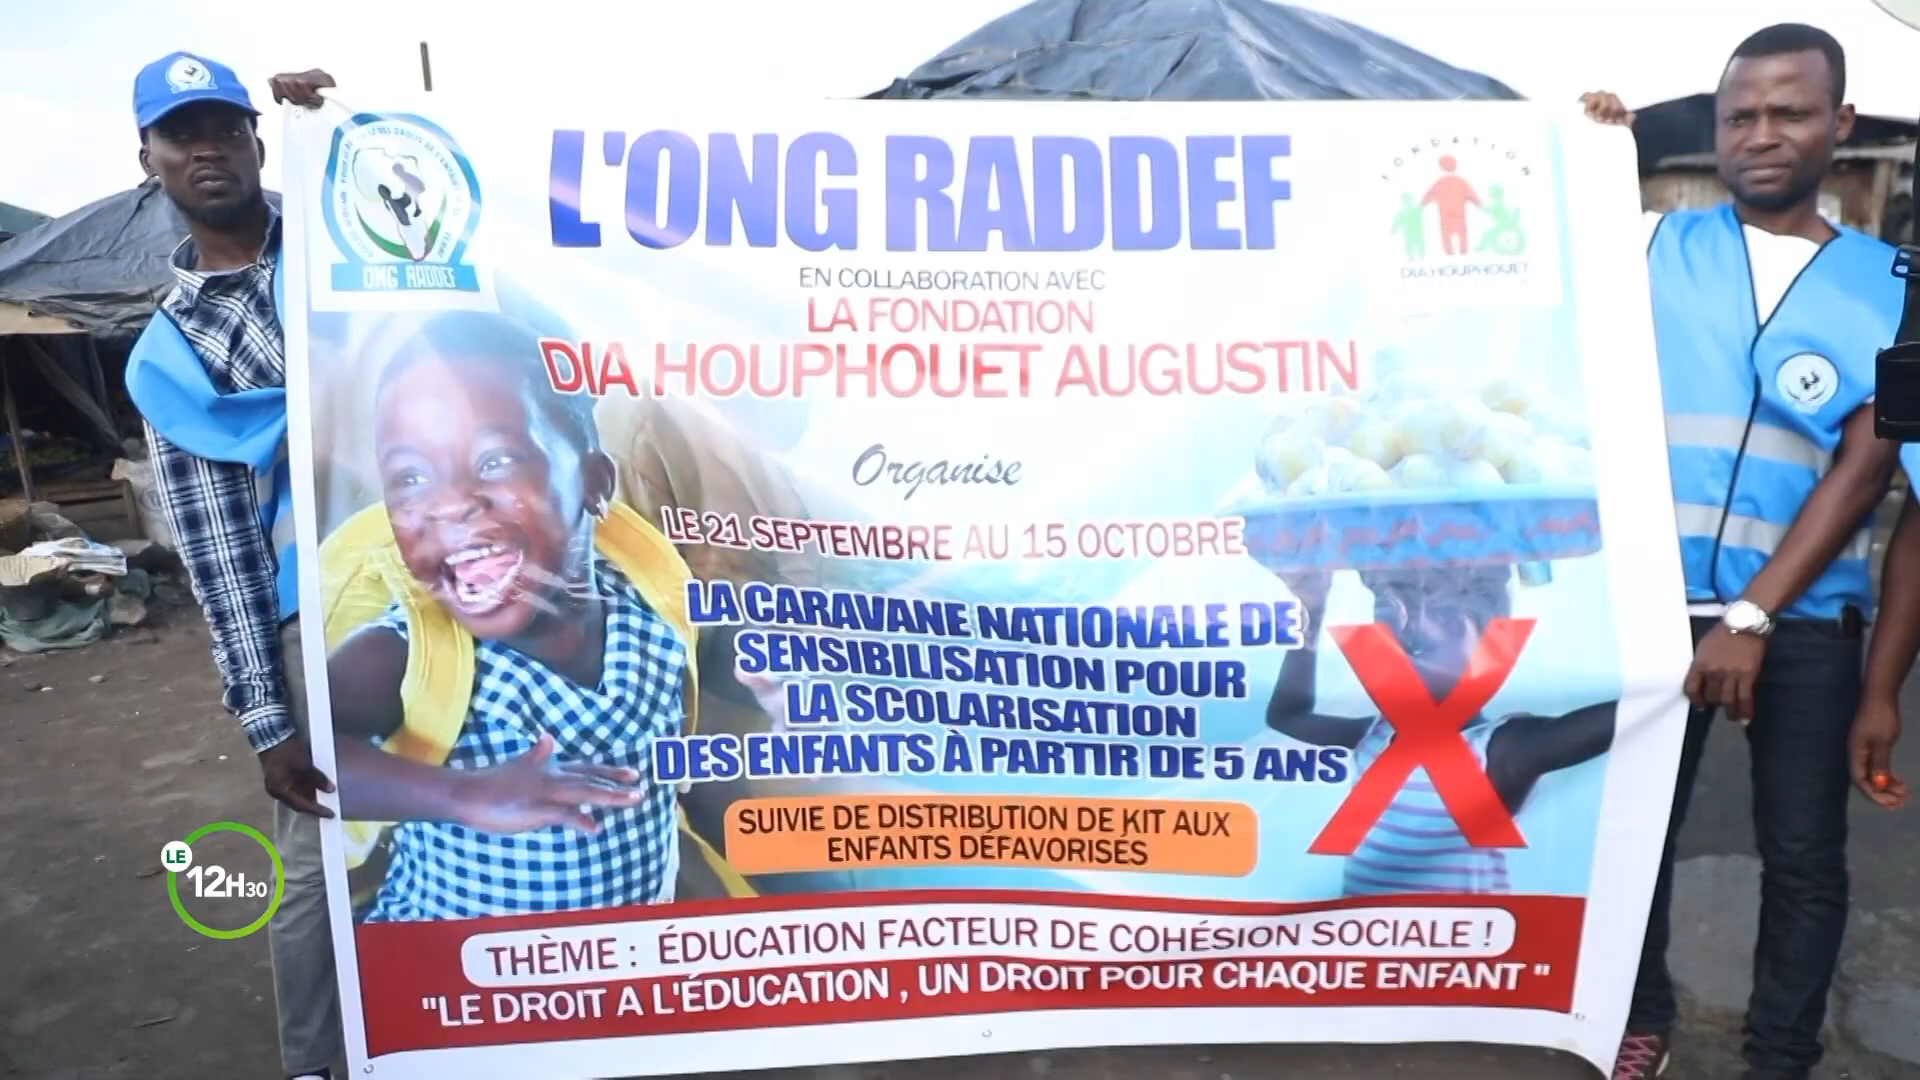 L'ONG RADDEF
ONG RADDEF
FONDATION
DIA HOUPHOUET
EN COLLABORATION AVEC
LA FONDATION
DIA HOUPHOUET AUGUSTIN
Organise
LE 21 SEPTEMBRE AU 15 OCTOBRE
LA CARAVANE NATIONALE DE
SENSIBILISATION POUR
LA SCOLARISATION
DES ENFANTS À PARTIR DE 5 ANS
SUIVIE DE DISTRIBUTION DE KIT AUX
ENFANTS DÉFAVORISÉS
THÈME : ÉDUCATION FACTEUR DE COHÉSION SOCIALE !
"LE DROIT A L'ÉDUCATION , UN DROIT POUR CHAQUE ENFANT "
LE
12H30